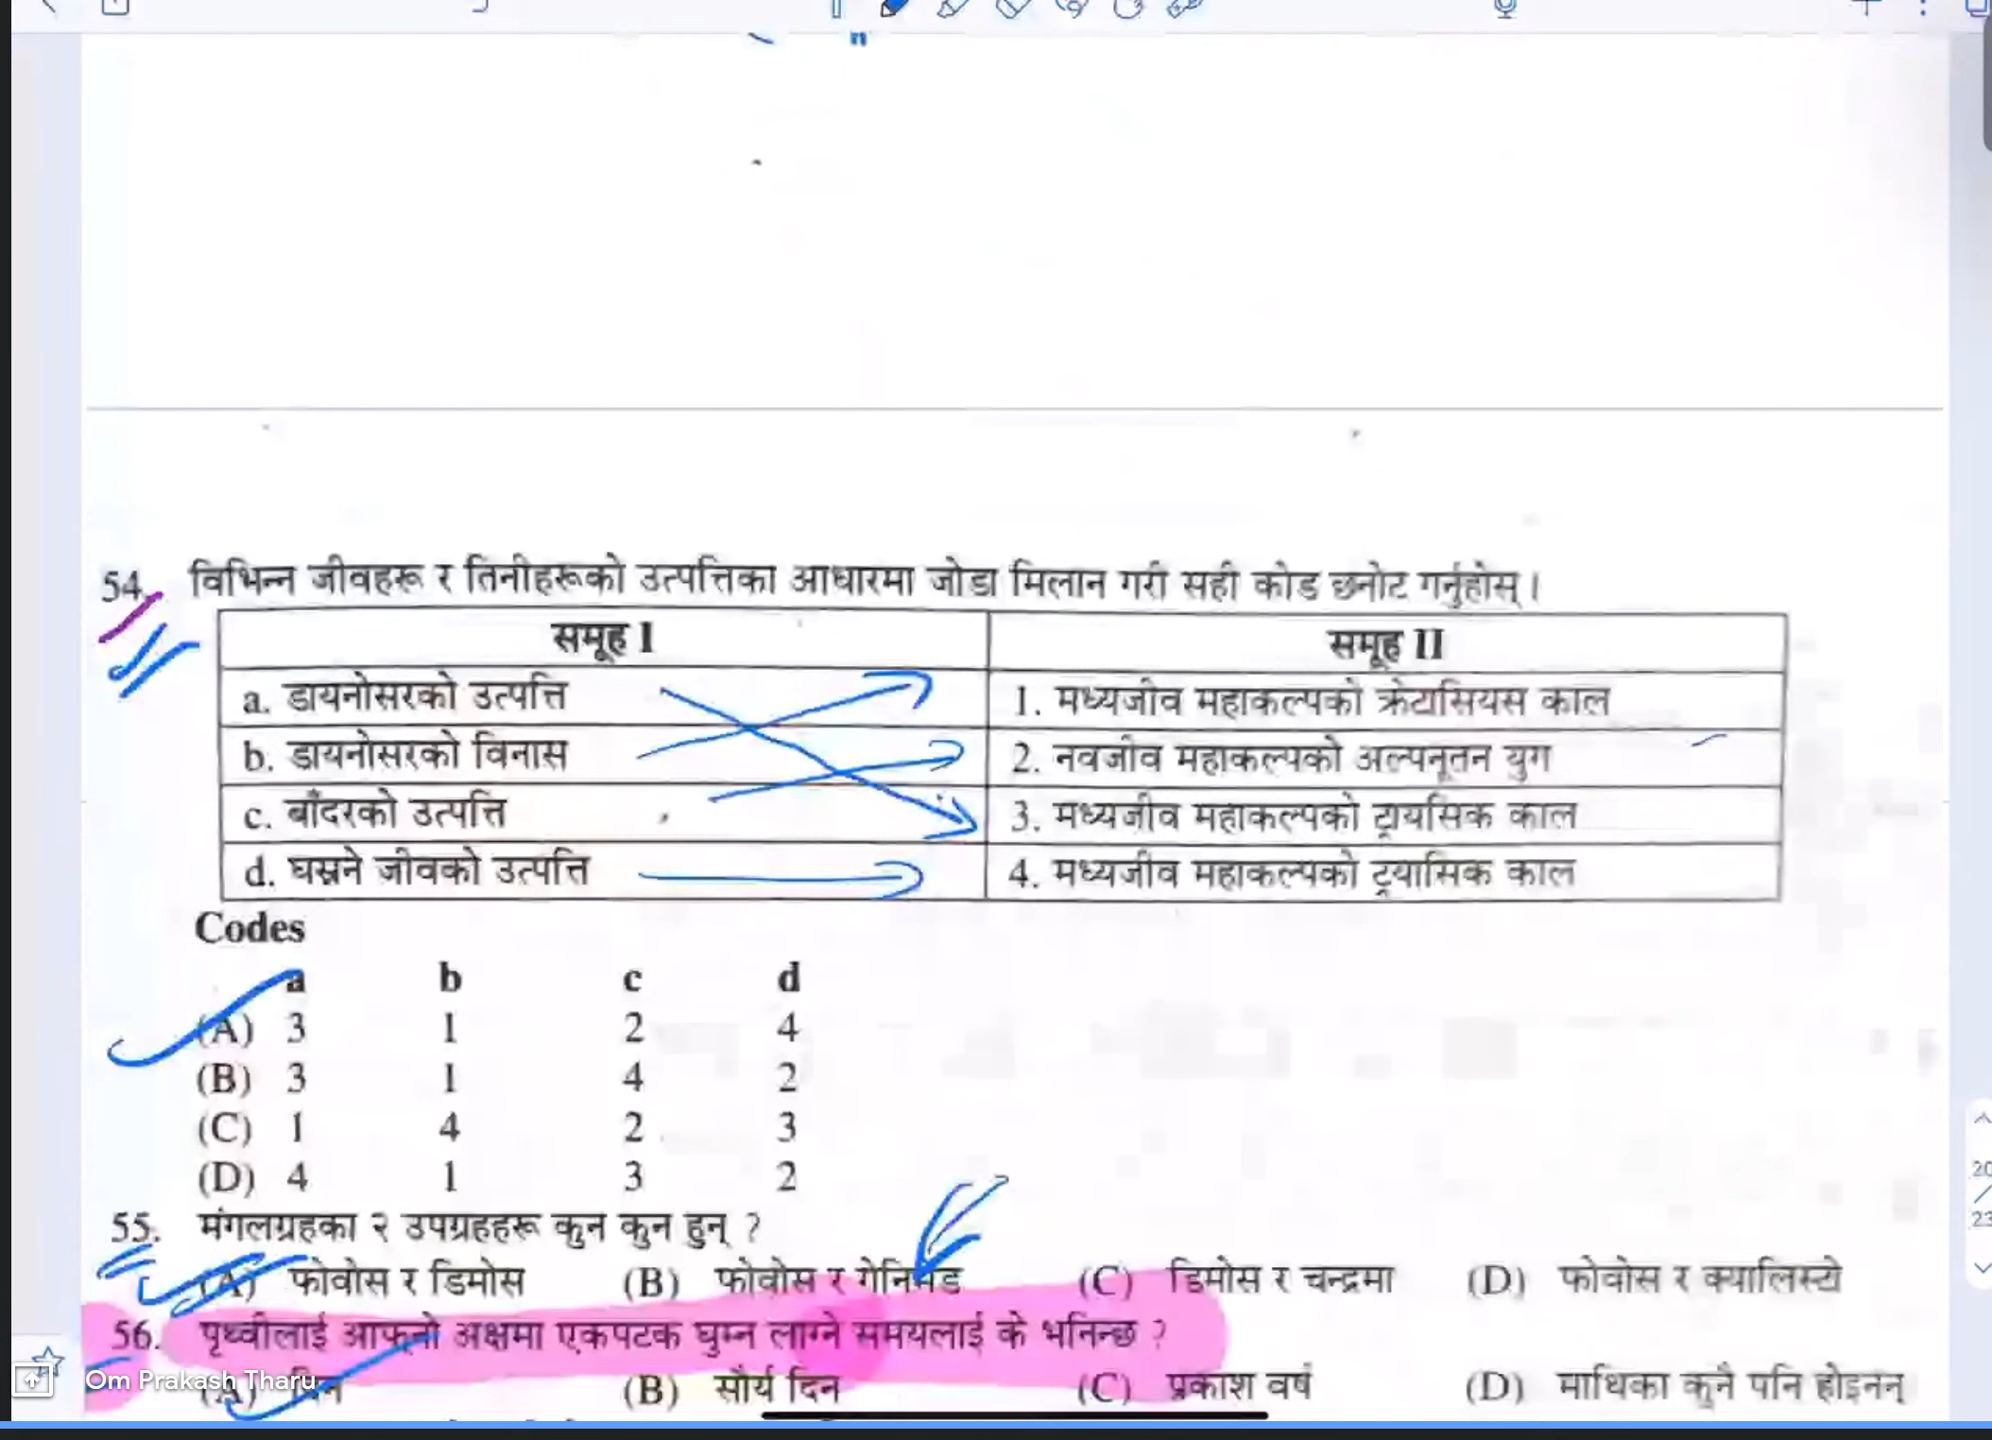 54. विभिन्न जीवहरू र तिनीहरूको उत्पत्तिका आधारमा जोडा मिलान गरी सही कोड छनोट गर्नुहोस् ।
समूह I समूह II
a. डायनोसरको उत्पत्ति 1. मध्यजीव महाकल्पको क्रेटासियस काल
b. डायनोसरको विनास 2. नवजीव महाकल्पको अल्पनूतन युग
c. बाँदरको उत्पत्ति 3. मध्यजीव महाकल्पको ट्रायसिक काल
d. घस्रने जीवको उत्पत्ति 4. मध्यजीव महाकल्पको ट्र्यासिक काल
Codes
a b c d
(A) 3 1 2 4
(B) 3 1 4 2
(C) 1 4 2 3
(D) 4 1 3 2
55. मंगलग्रहका २ उपग्रहहरू कुन कुन हुन् ?
(A) फोवोस र डिमोस (B) फोवोस र गेनिमेड (C) डिमोस र चन्द्रमा (D) फोवोस र क्यालिस्टो
56. पृथ्वीलाई आफ्नो अक्षमा एकपटक घुम्न लाग्ने समयलाई के भनिन्छ ?
(A) दिन (B) सौर्य दिन (C) प्रकाश वर्ष (D) माथिका कुनै पनि होइनन्
Om Prakash Tharu
20
23